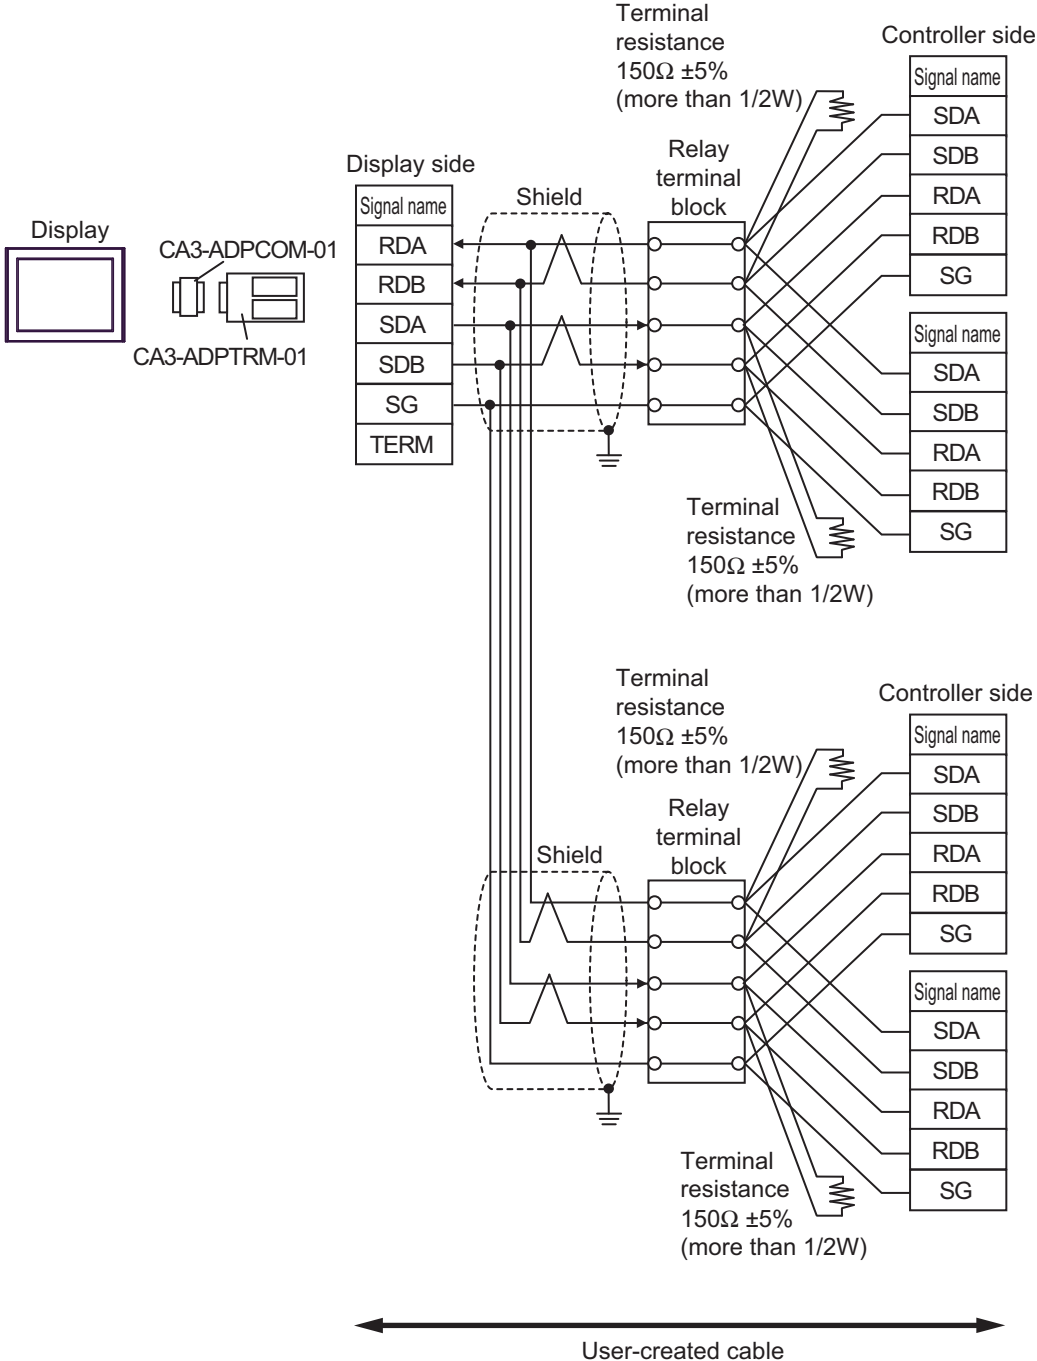 Terminal
resistance
150Ω ±5%
(more than 1/2W)
Controller side
Signal name
SDA
SDB
RDA
RDB
SG
Relay
terminal
block
Display side
Signal name
RDA
RDB
SDA
SDB
SG
TERM
Shield
Display
CA3-ADPCOM-01
CA3-ADPTRM-01
Signal name
SDA
SDB
RDA
RDB
SG
Terminal
resistance
150Ω ±5%
(more than 1/2W)
Terminal
resistance
150Ω ±5%
(more than 1/2W)
Controller side
Signal name
SDA
SDB
RDA
RDB
SG
Relay
terminal
block
Shield
Signal name
SDA
SDB
RDA
RDB
SG
Terminal
resistance
150Ω ±5%
(more than 1/2W)
User-created cable